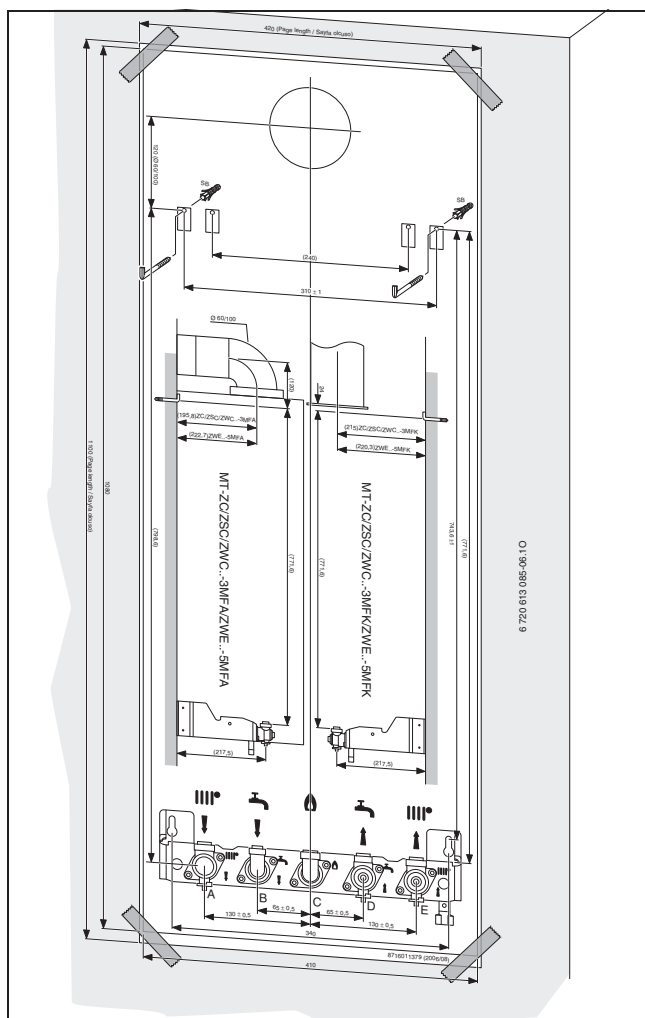 420 (Page length / Sayfa olcuso)
120 (Ø 60/100)
SB
SB
(240)
310 ± 1
Ø 60/100
(120)
24
(195,8)ZC/ZSC/ZWC..-3MFA
(222,7)ZWE..-5MFA
(215)ZC/ZSC/ZWC..-3MFK
(220,3)ZWE..-5MFK
1100 (Page length / Sayfa olcuso)
1080
(798,6)
MT-ZC/ZSC/ZWC..-3MFA/ZWE..-5MFA
(771,6)
(771,6)
MT-ZC/ZSC/ZWC..-3MFK/ZWE..-5MFK
743,6 ±1
(771,6)
6 720 613 085-06.1O
(217,5)
(217,5)
A
B
C
D
E
65 ± 0,5
65 ± 0,5
130 ± 0,5
130 ± 0,5
340
8716011379 (2006/08)
410